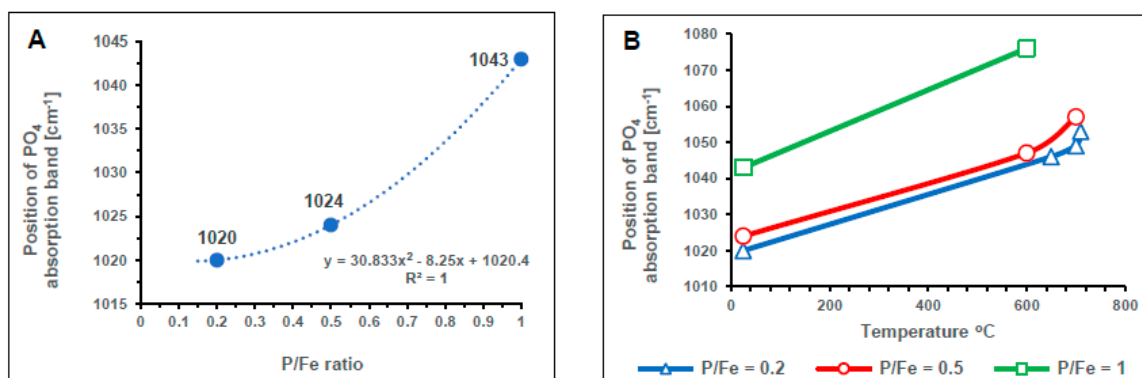 A
Position of PO4
absorption band [cm-1]
1045
1040
1035
1030
1025
1020
1015
1043
1024
1020
y = 30.833x2 - 8.25x + 1020.4
R² = 1
0 0.1 0.2 0.3 0.4 0.5 0.6 0.7 0.8 0.9 1
P/Fe ratio
B
Position of PO4
absorption band [cm-1]
1080
1070
1060
1050
1040
1030
1020
1010
0 200 400 600 800
Temperature ºC
P/Fe = 0.2 P/Fe = 0.5 P/Fe = 1